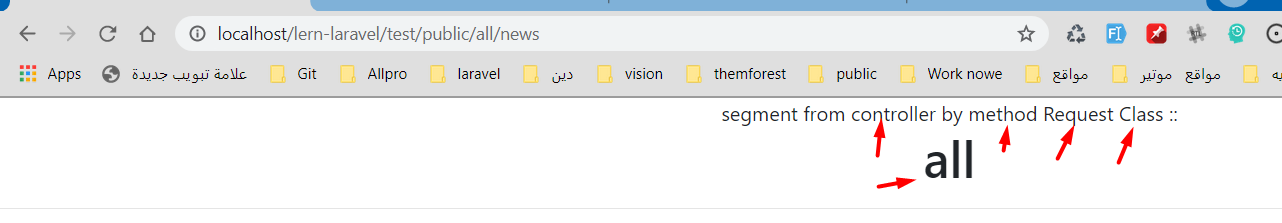 localhost/lern-laravel/test/public/all/news
Apps علامة تبويب جديدة Git Allpro laravel دين vision themforest public Work nowe مواقع مواقع موتير يه
segment from controller by method Request Class ::
all